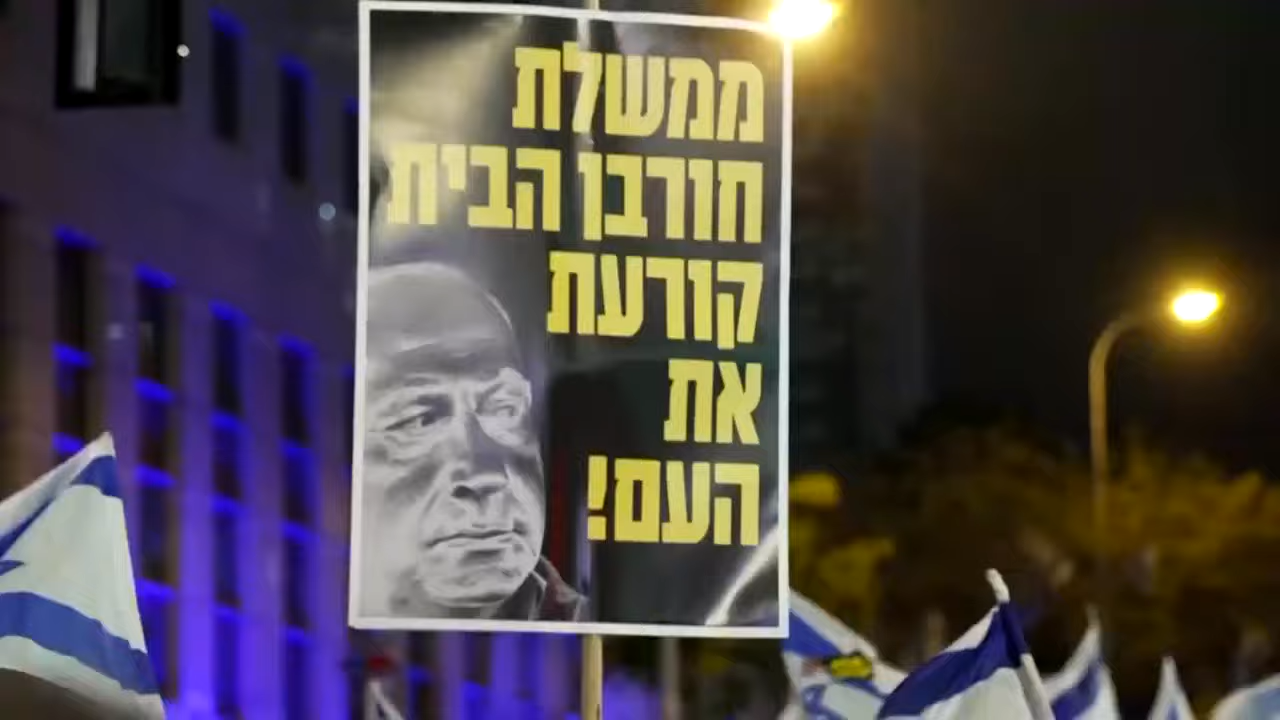 ממשלת
חורבן הבית
קורעת
את
העם!